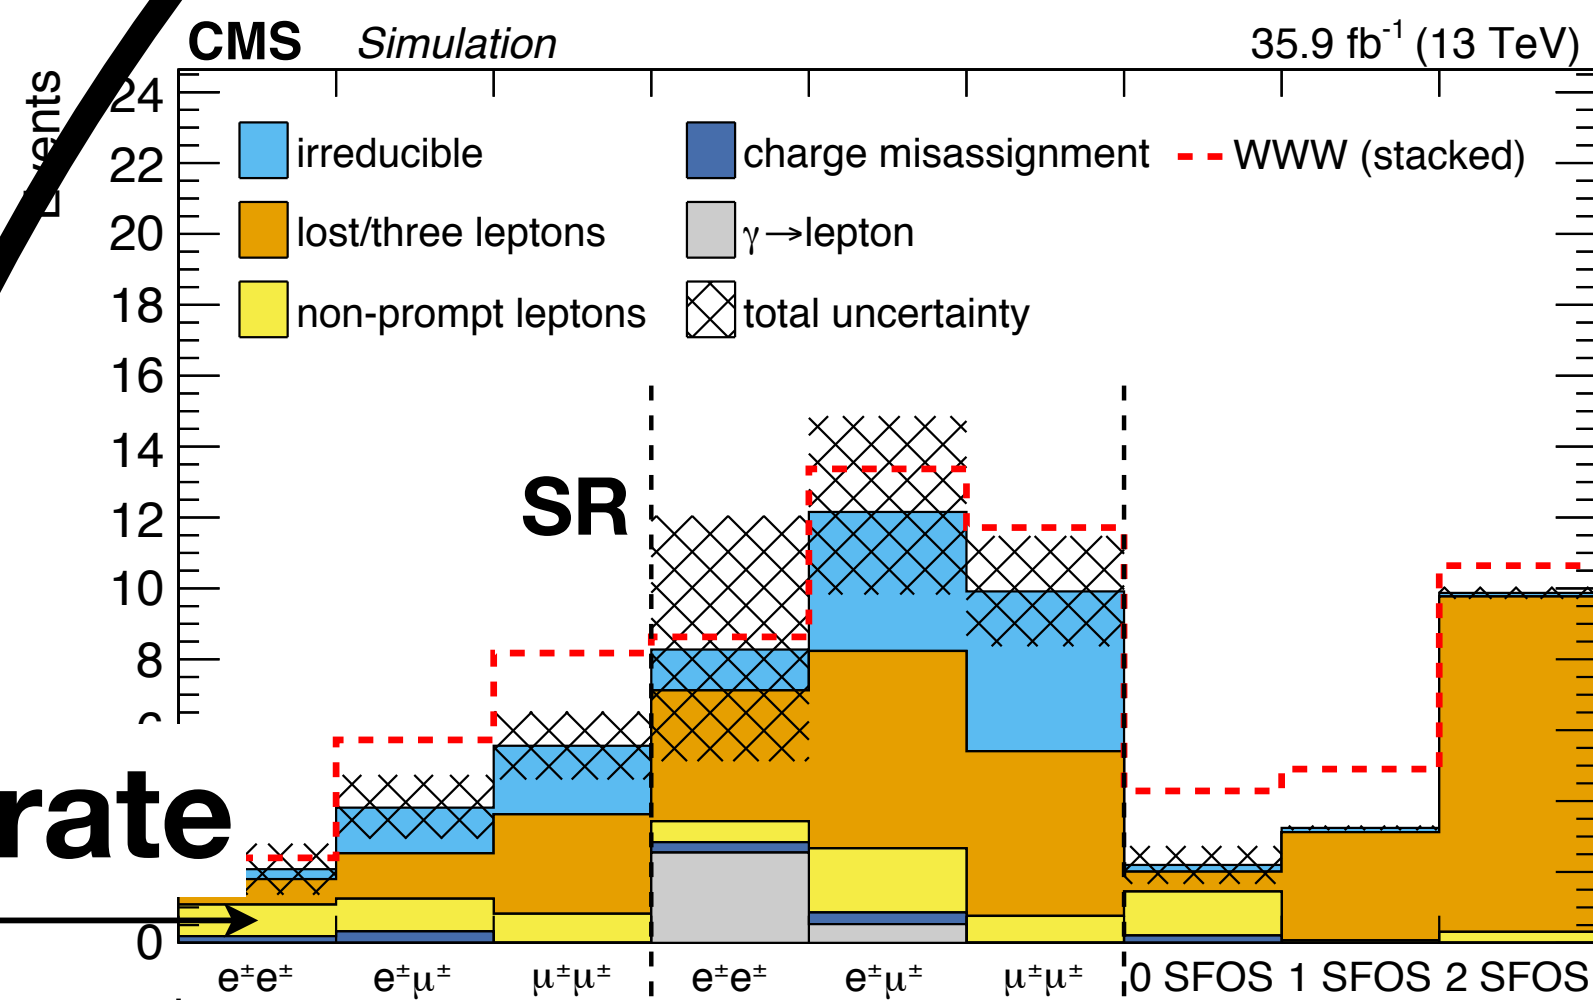 CMS Simulation 35.9 fb⁻¹ (13 TeV)
Events
24
22
20
18
16
14
12
10
8
6
0
irreducible
charge misassignment
WWW (stacked)
lost/three leptons
γ→lepton
non-prompt leptons
total uncertainty
SR
rate
e±e± e±μ± μ±μ± e±e± e±μ± μ±μ± 0 SFOS 1 SFOS 2 SFOS